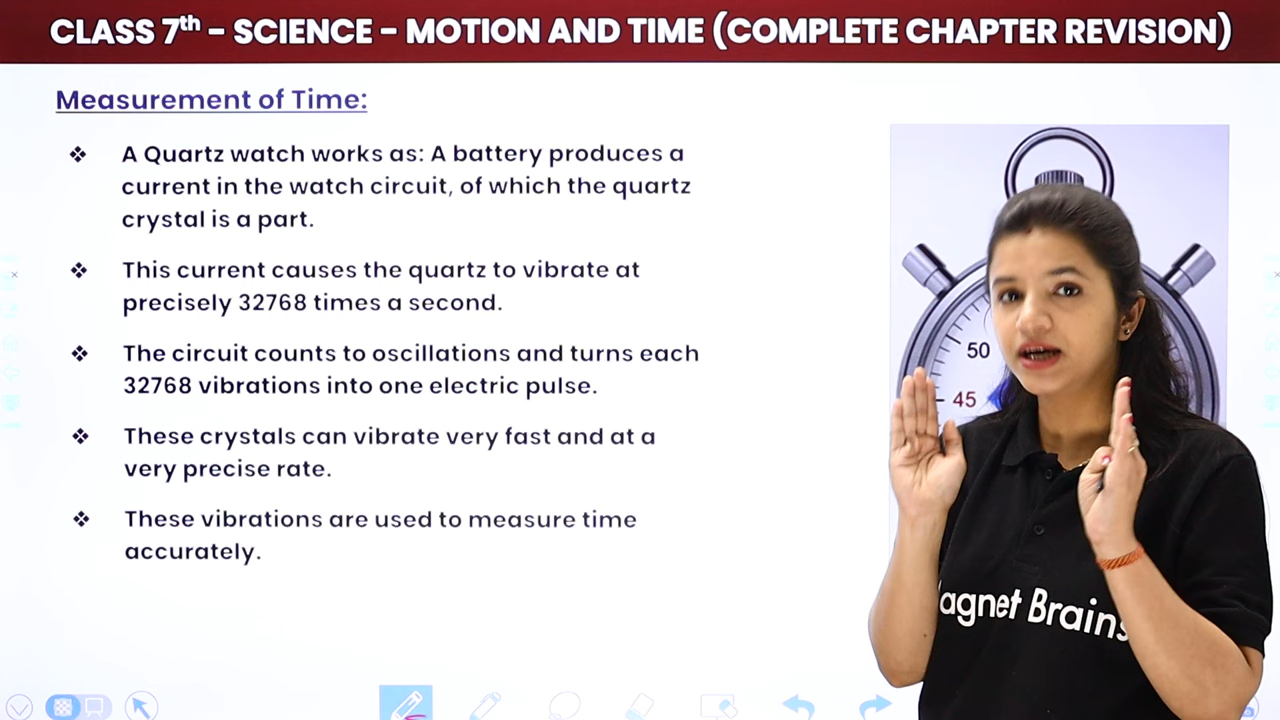 CLASS 7th – SCIENCE – MOTION AND TIME (COMPLETE CHAPTER REVISION)
Measurement of Time:
❖ A Quartz watch works as: A battery produces a
current in the watch circuit, of which the quartz
crystal is a part.
❖ This current causes the quartz to vibrate at
precisely 32768 times a second.
❖ The circuit counts to oscillations and turns each
32768 vibrations into one electric pulse.
❖ These crystals can vibrate very fast and at a
very precise rate.
❖ These vibrations are used to measure time
accurately.
50
45
agnet Brains